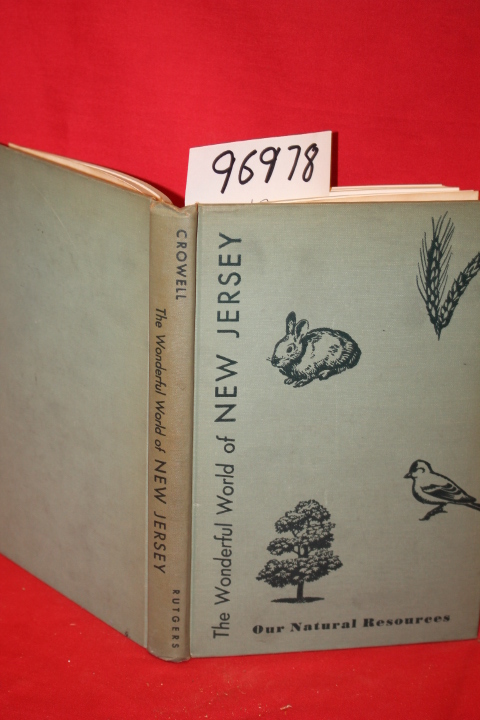 96978
CROWELL
The Wonderful World of NEW JERSEY
RUTGERS
The Wonderful World of NEW JERSEY
Our Natural Resources